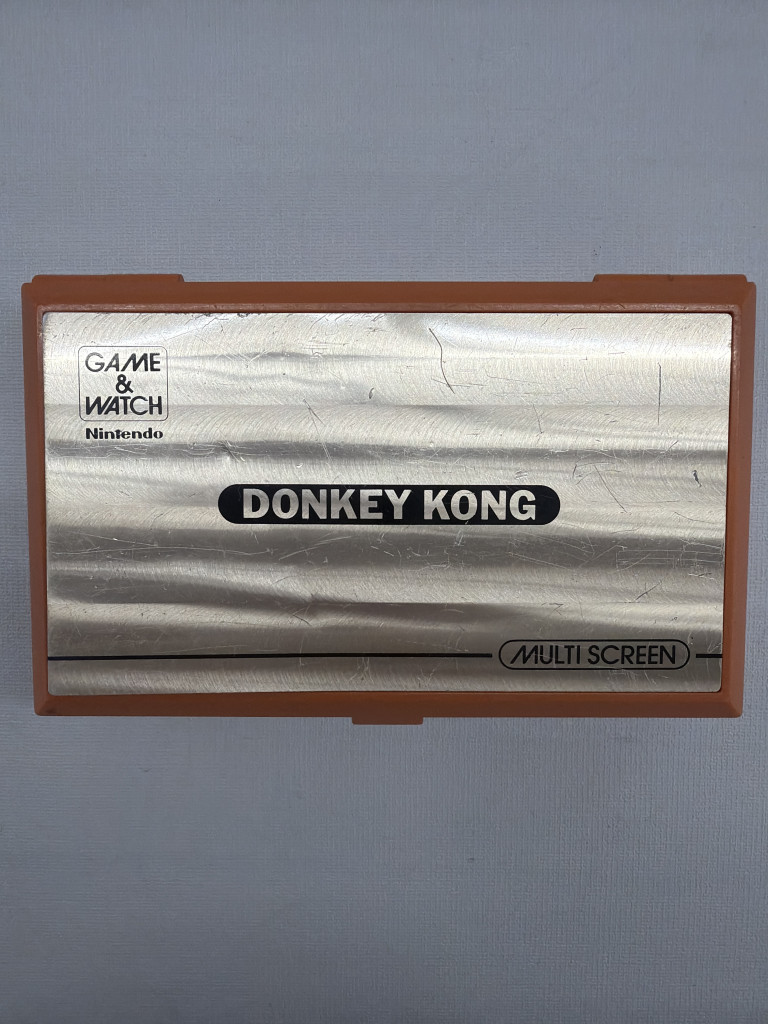 GAME
&
WATCH
Nintendo
DONKEY KONG
MULTI SCREEN